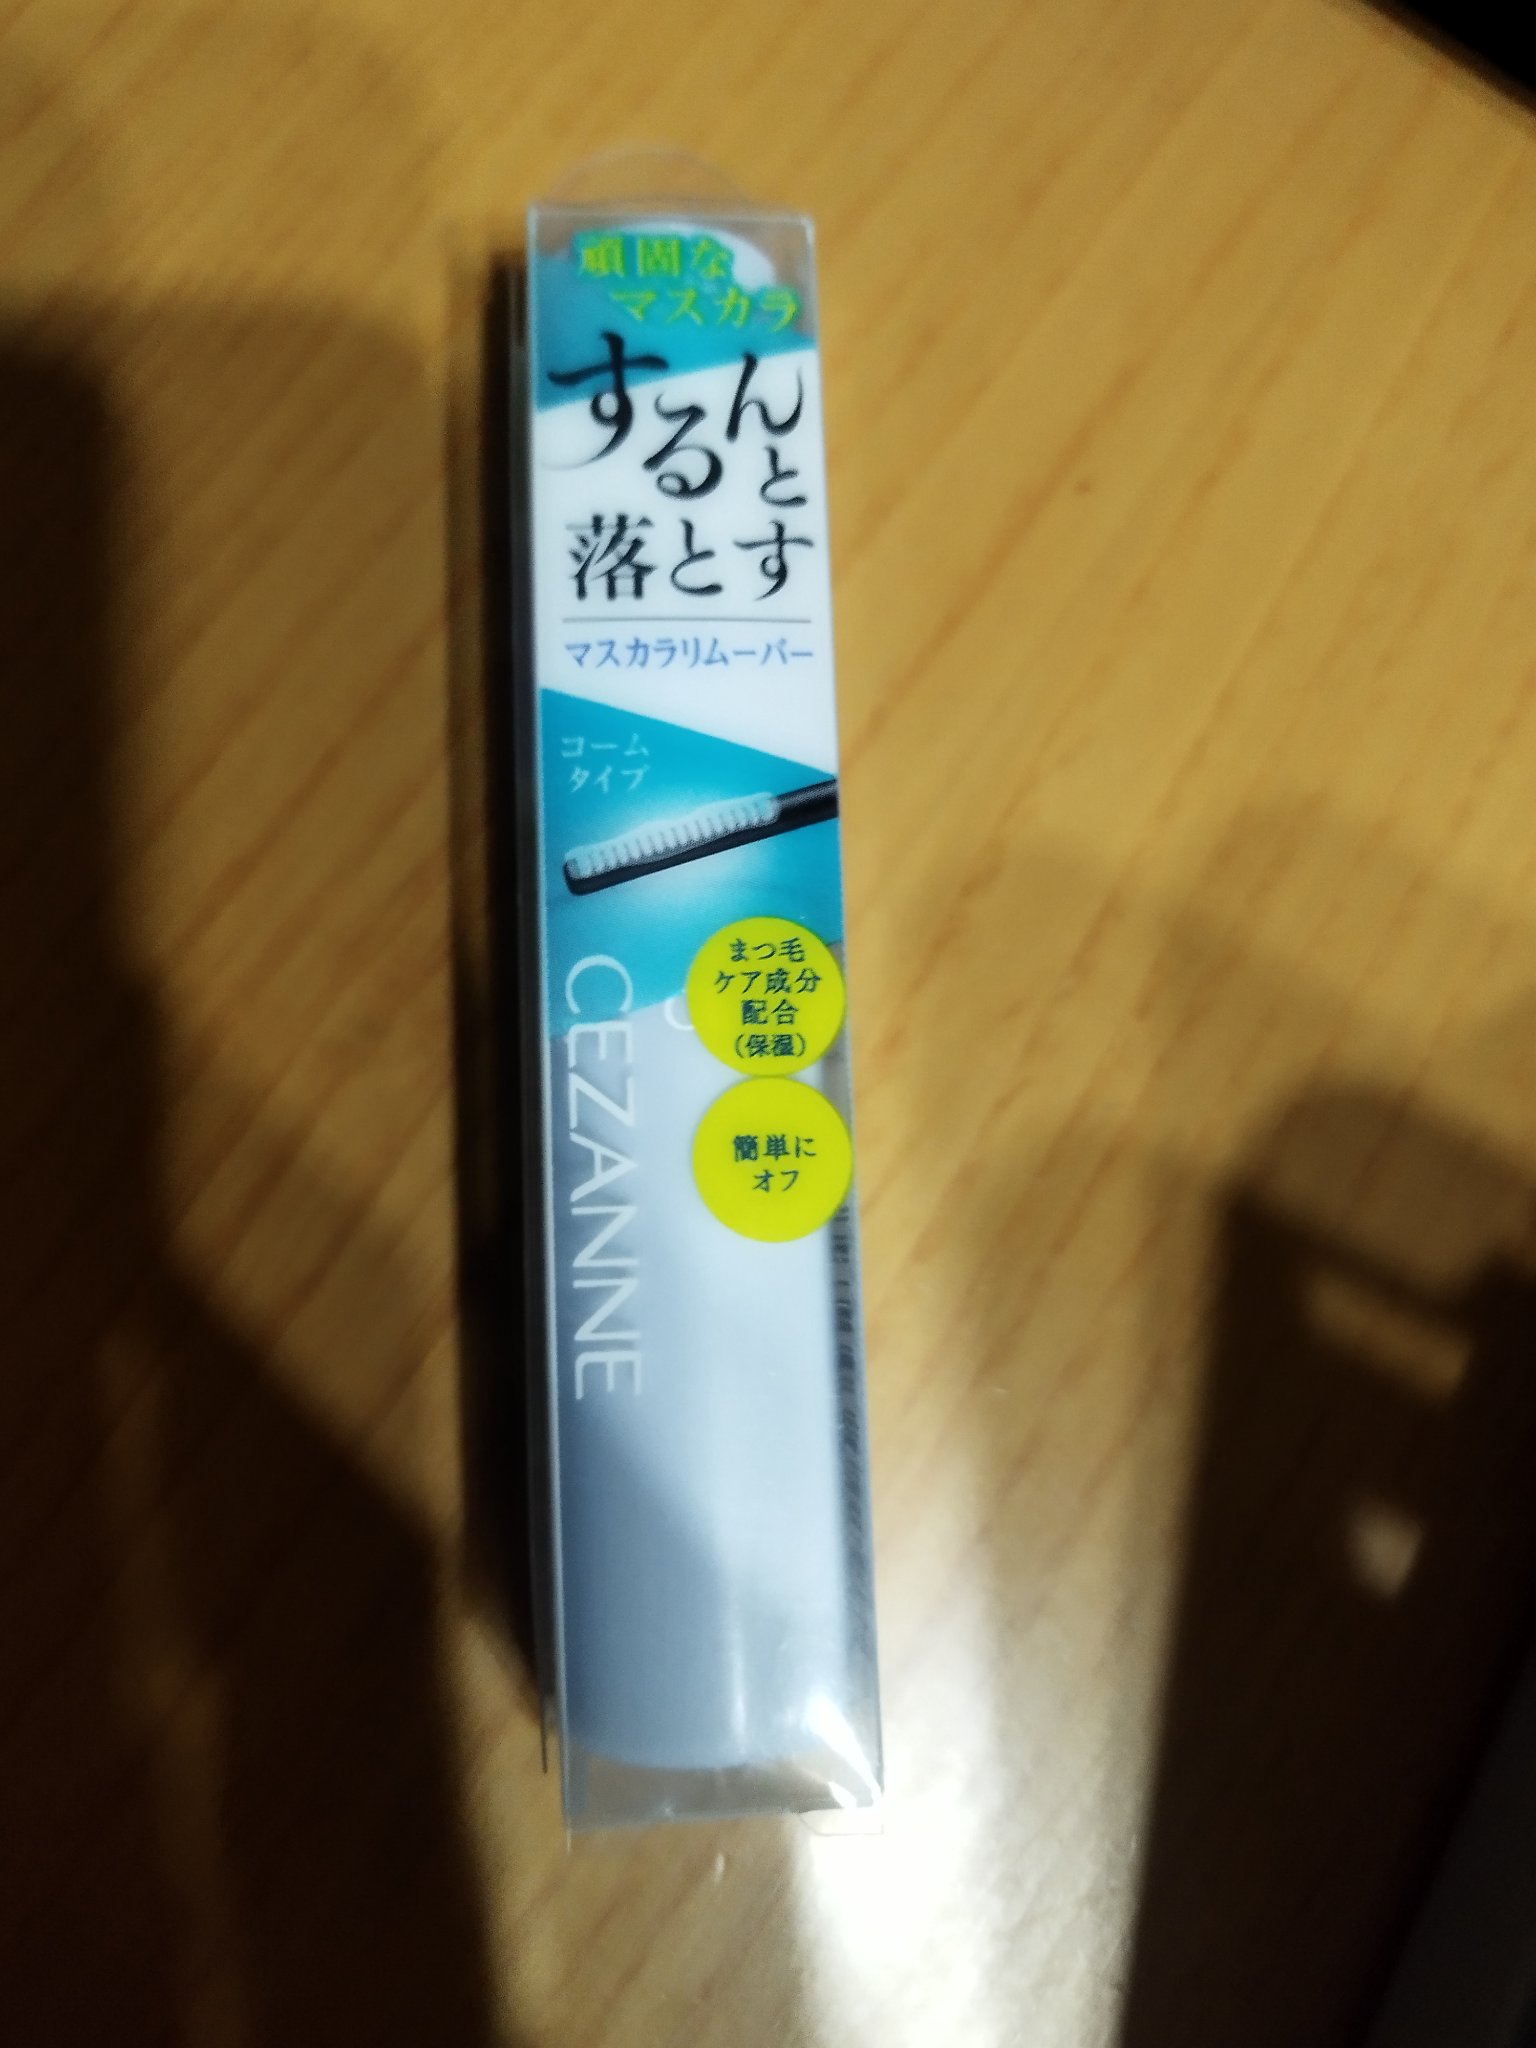 頑固な
マスカラ
するんと
落とす
マスカラリムーバー
コーム
タイプ
まつ毛
ケア成分
配合
(保湿)
簡単に
オフ
CEZANNE